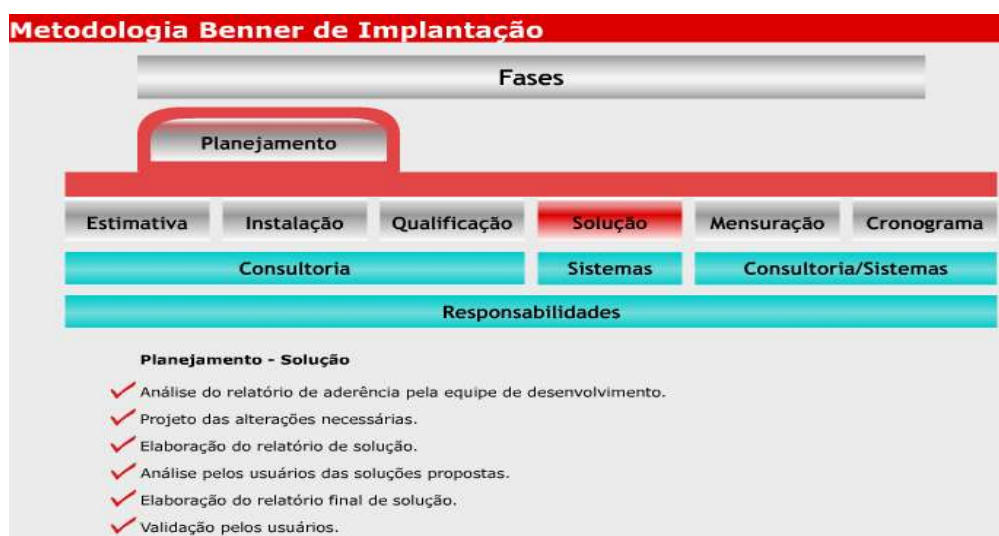 Metodologia Benner de Implantação
Fases
Planejamento
Estimativa Instalação Qualificação Solução Mensuração Cronograma
Consultoria Sistemas Consultoria/Sistemas
Responsabilidades
Planejamento - Solução
Análise do relatório de aderência pela equipe de desenvolvimento.
Projeto das alterações necessárias.
Elaboração do relatório de solução.
Análise pelos usuários das soluções propostas.
Elaboração do relatório final de solução.
Validação pelos usuários.